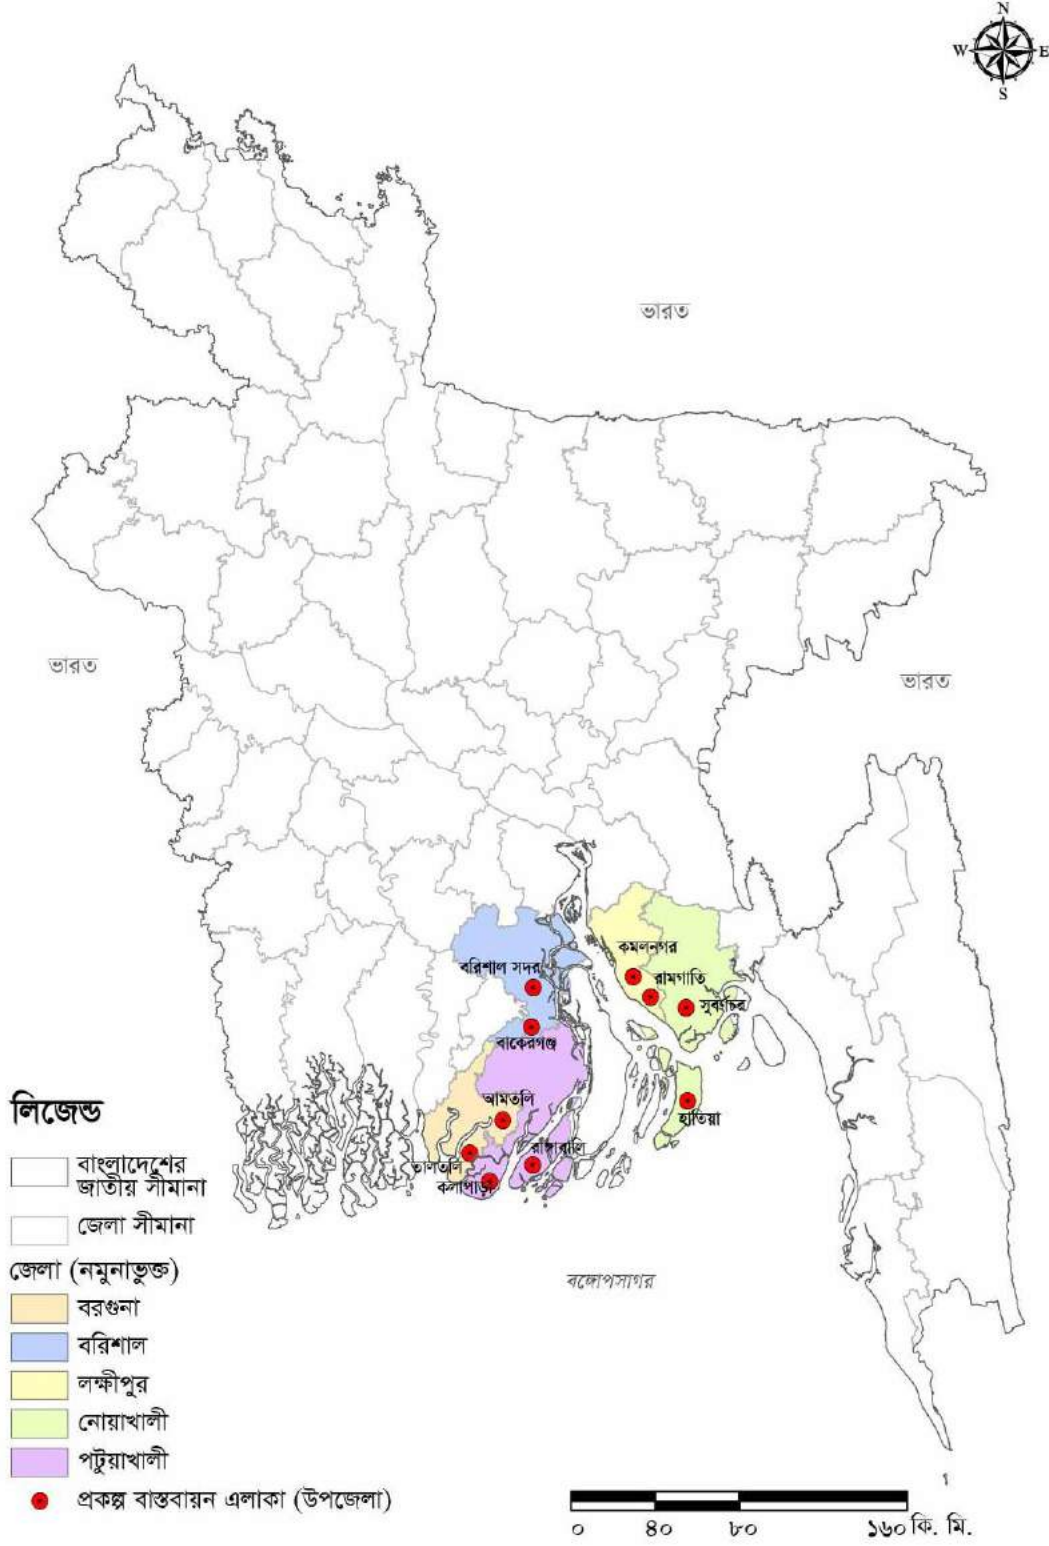 N
W E
S
ভারত
ভারত
ভারত
কমলনগর
রামগাতি
সুবর্ণচর
বরিশাল সদর
বাকেরগঞ্জ
আমতলি
হাতিয়া
রাঙ্গাবালি
তালতলি
কলাপাড়া
বঙ্গোপসাগর
লিজেন্ড
বাংলাদেশের
জাতীয় সীমানা
জেলা সীমানা
জেলা (নমুনাভুক্ত)
বরগুনা
বরিশাল
লক্ষীপুর
নোয়াখালী
পটুয়াখালী
প্রকল্প বাস্তবায়ন এলাকা (উপজেলা)
০ ৪০ ৮০ ১৬০ কি. মি.